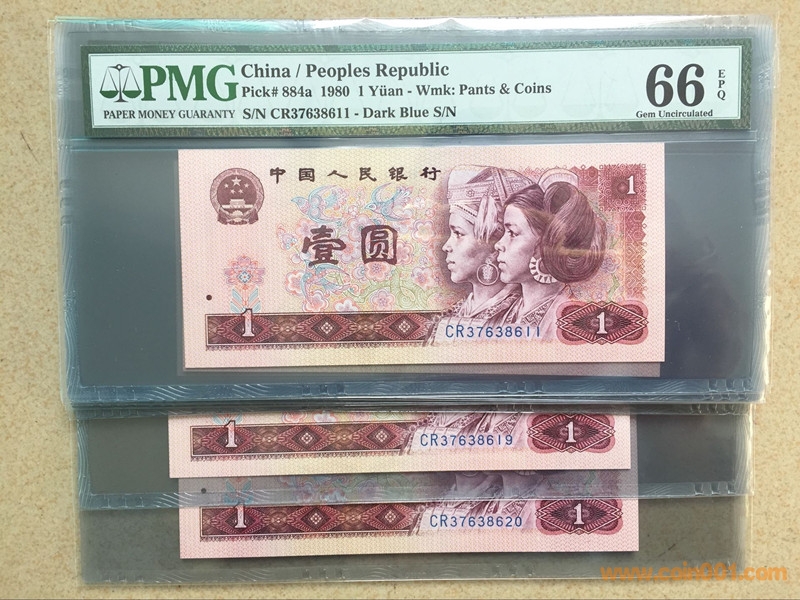 PMG
PAPER MONEY GUARANTY
China / Peoples Republic
Pick# 884a 1980 1 Yüan - Wmk: Pants & Coins
S/N CR37638611 - Dark Blue S/N
66
EPQ
Gem Uncirculated
中国人民银行
1
壹圆
1
CR37638611
1
1
CR37638619
1
1
CR37638620
1
www.coin001.com